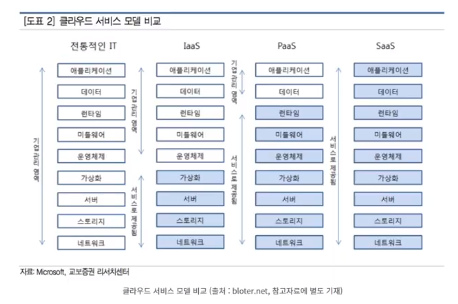 [도표 2] 클라우드 서비스 모델 비교
전통적인 IT IaaS PaaS SaaS
애플리케이션 애플리케이션 애플리케이션 애플리케이션
데이터 데이터 데이터 데이터
런타임 런타임 런타임 런타임
미들웨어 미들웨어 미들웨어 미들웨어
운영체제 운영체제 운영체제 운영체제
가상화 가상화 가상화 가상화
서버 서버 서버 서버
스토리지 스토리지 스토리지 스토리지
네트워크 네트워크 네트워크 네트워크
기업 관리 영역
기업 관리 영역
서비스로 제공됨
기업 관리 영역
서비스로 제공됨
서비스로 제공됨
자료: Microsoft, 교보증권 리서치센터
클라우드 서비스 모델 비교 (출처 : bloter.net, 참고자료에 별도 기재)